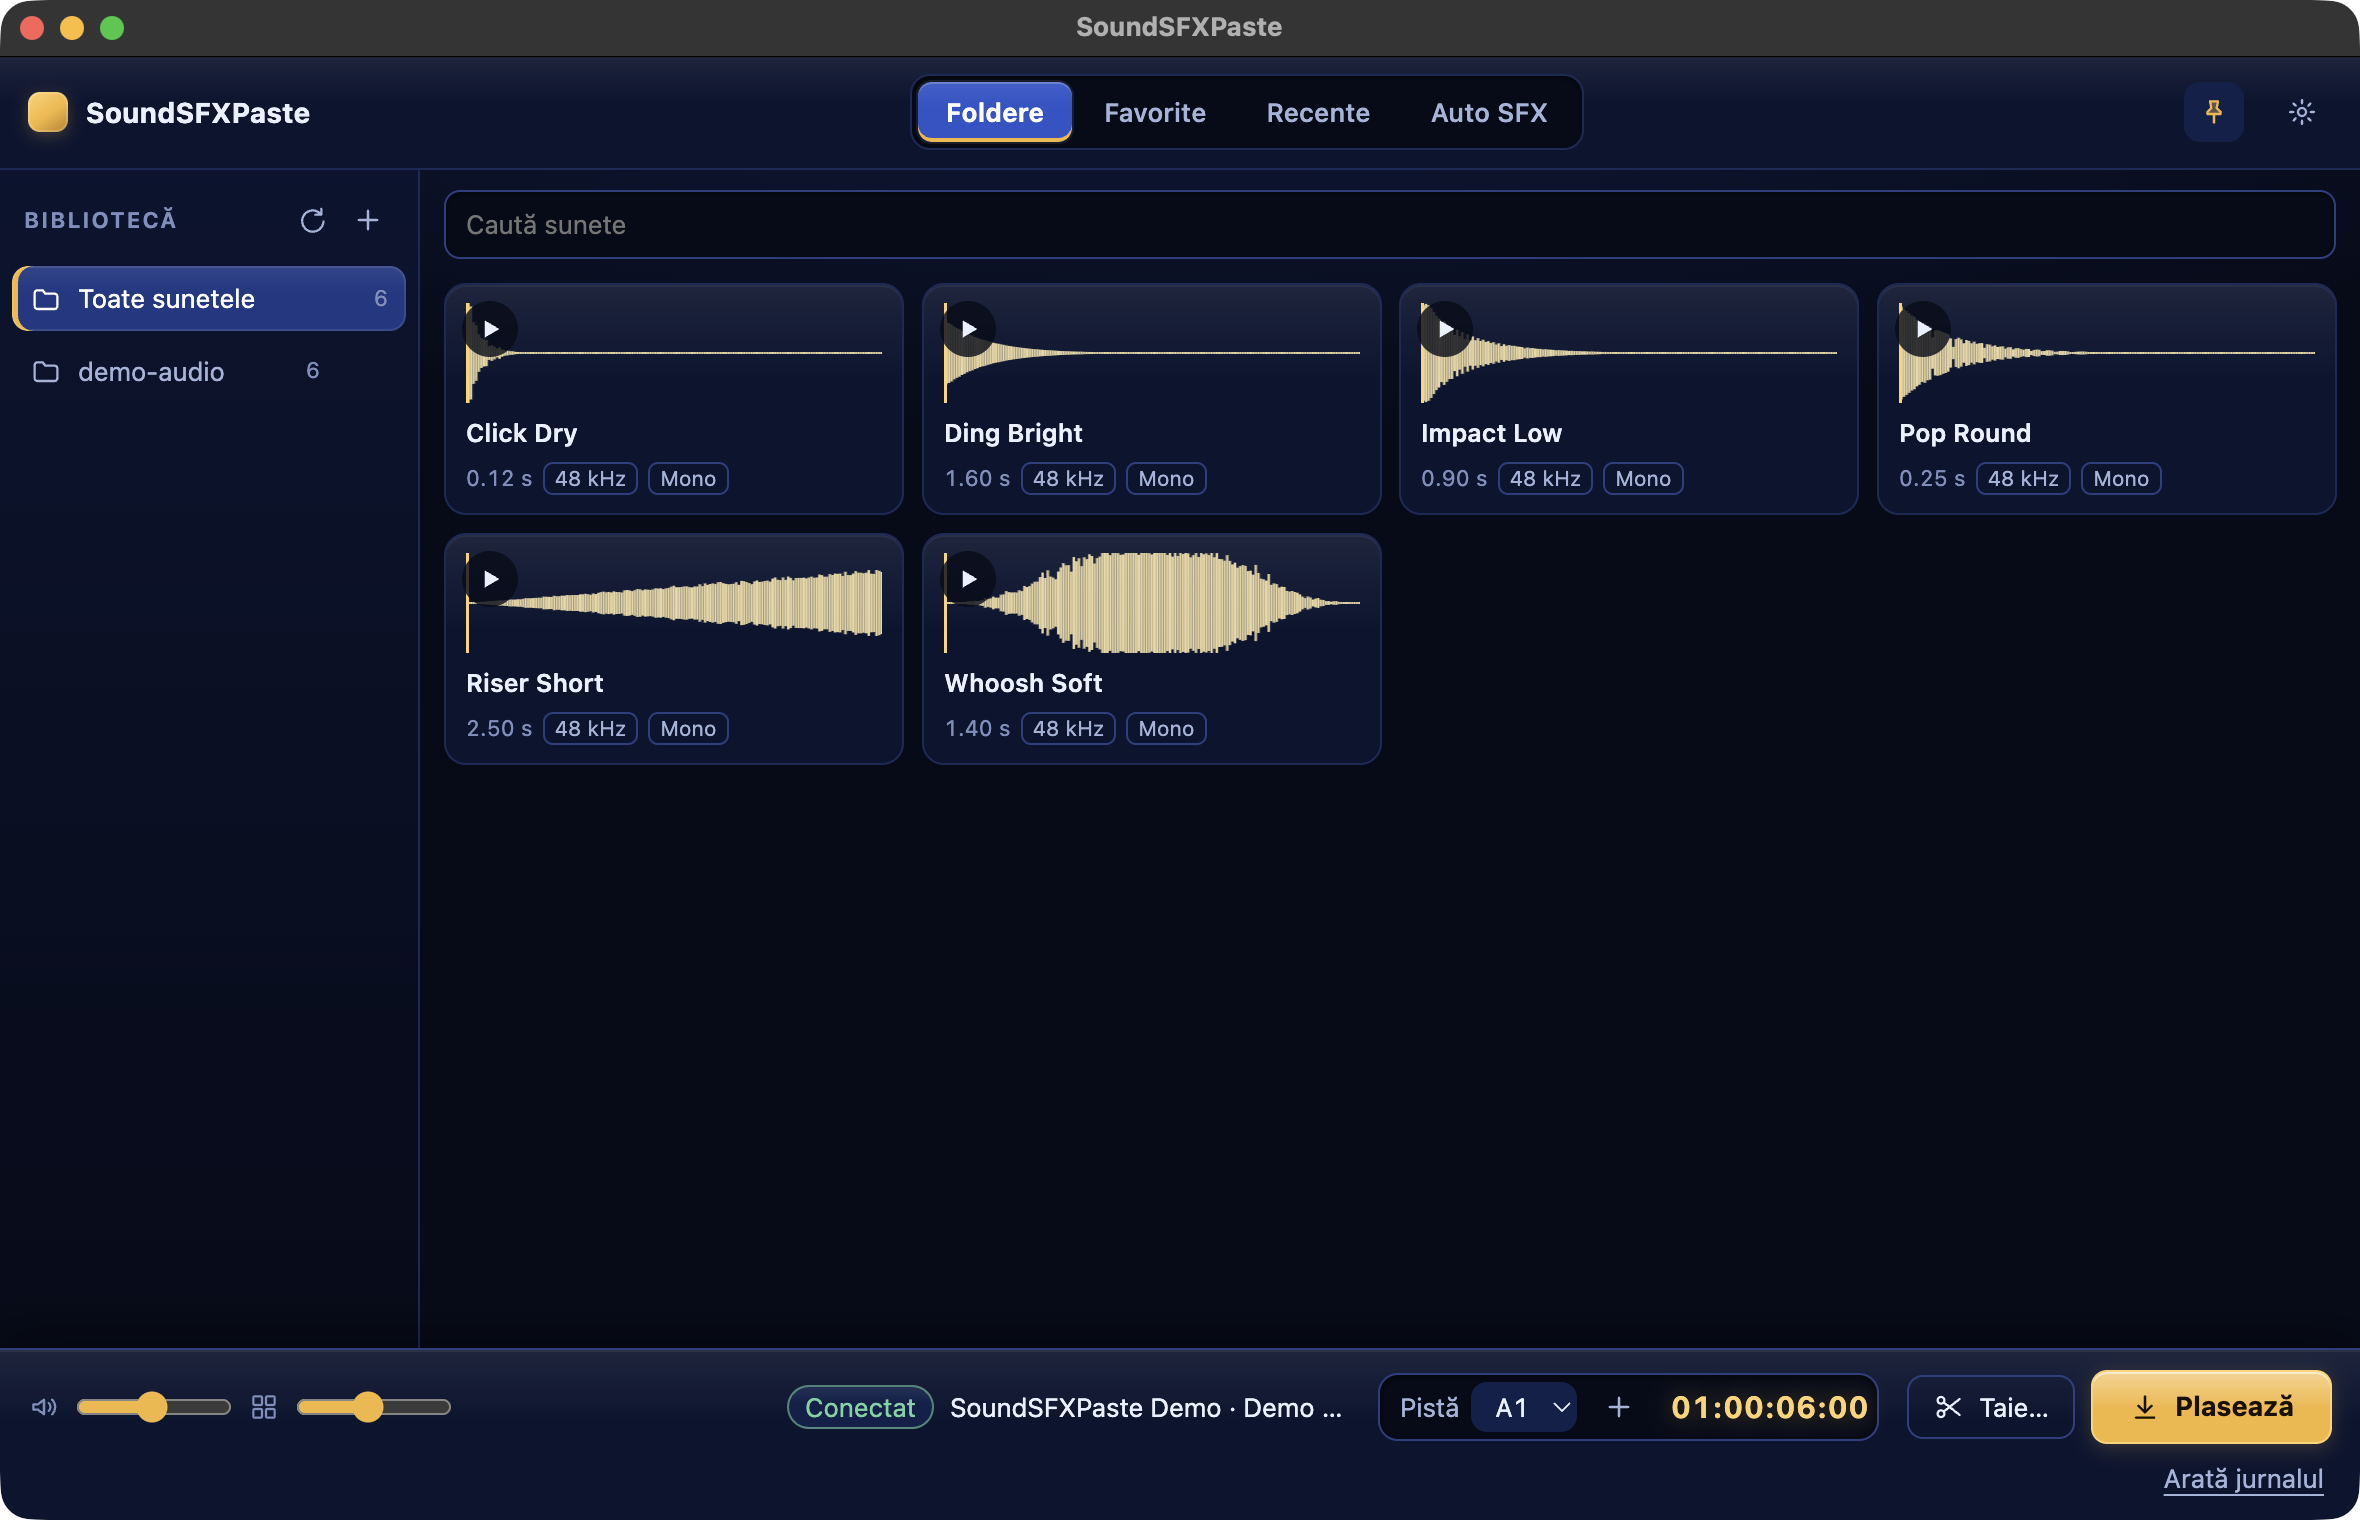 SoundSFXPaste
SoundSFXPaste
Foldere Favorite Recente Auto SFX
BIBLIOTECĂ
Toate sunetele 6
demo-audio 6
Caută sunete
Click Dry
0.12 s 48 kHz Mono
Ding Bright
1.60 s 48 kHz Mono
Impact Low
0.90 s 48 kHz Mono
Pop Round
0.25 s 48 kHz Mono
Riser Short
2.50 s 48 kHz Mono
Whoosh Soft
1.40 s 48 kHz Mono
Conectat SoundSFXPaste Demo · Demo ... Pistă A1 01:00:06:00 Taie... Plasează
Arată jurnalul